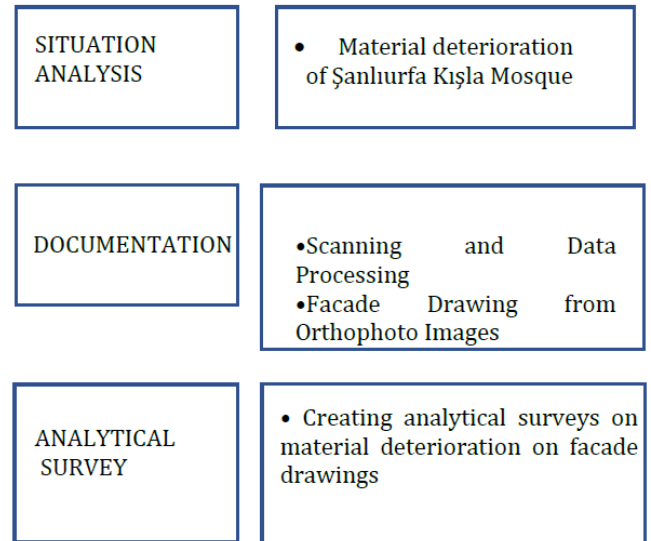 SITUATION
ANALYSIS
• Material deterioration
of Şanlıurfa Kışla Mosque
DOCUMENTATION
•Scanning and Data
Processing
•Facade Drawing from
Orthophoto Images
ANALYTICAL
SURVEY
• Creating analytical surveys on
material deterioration on facade
drawings